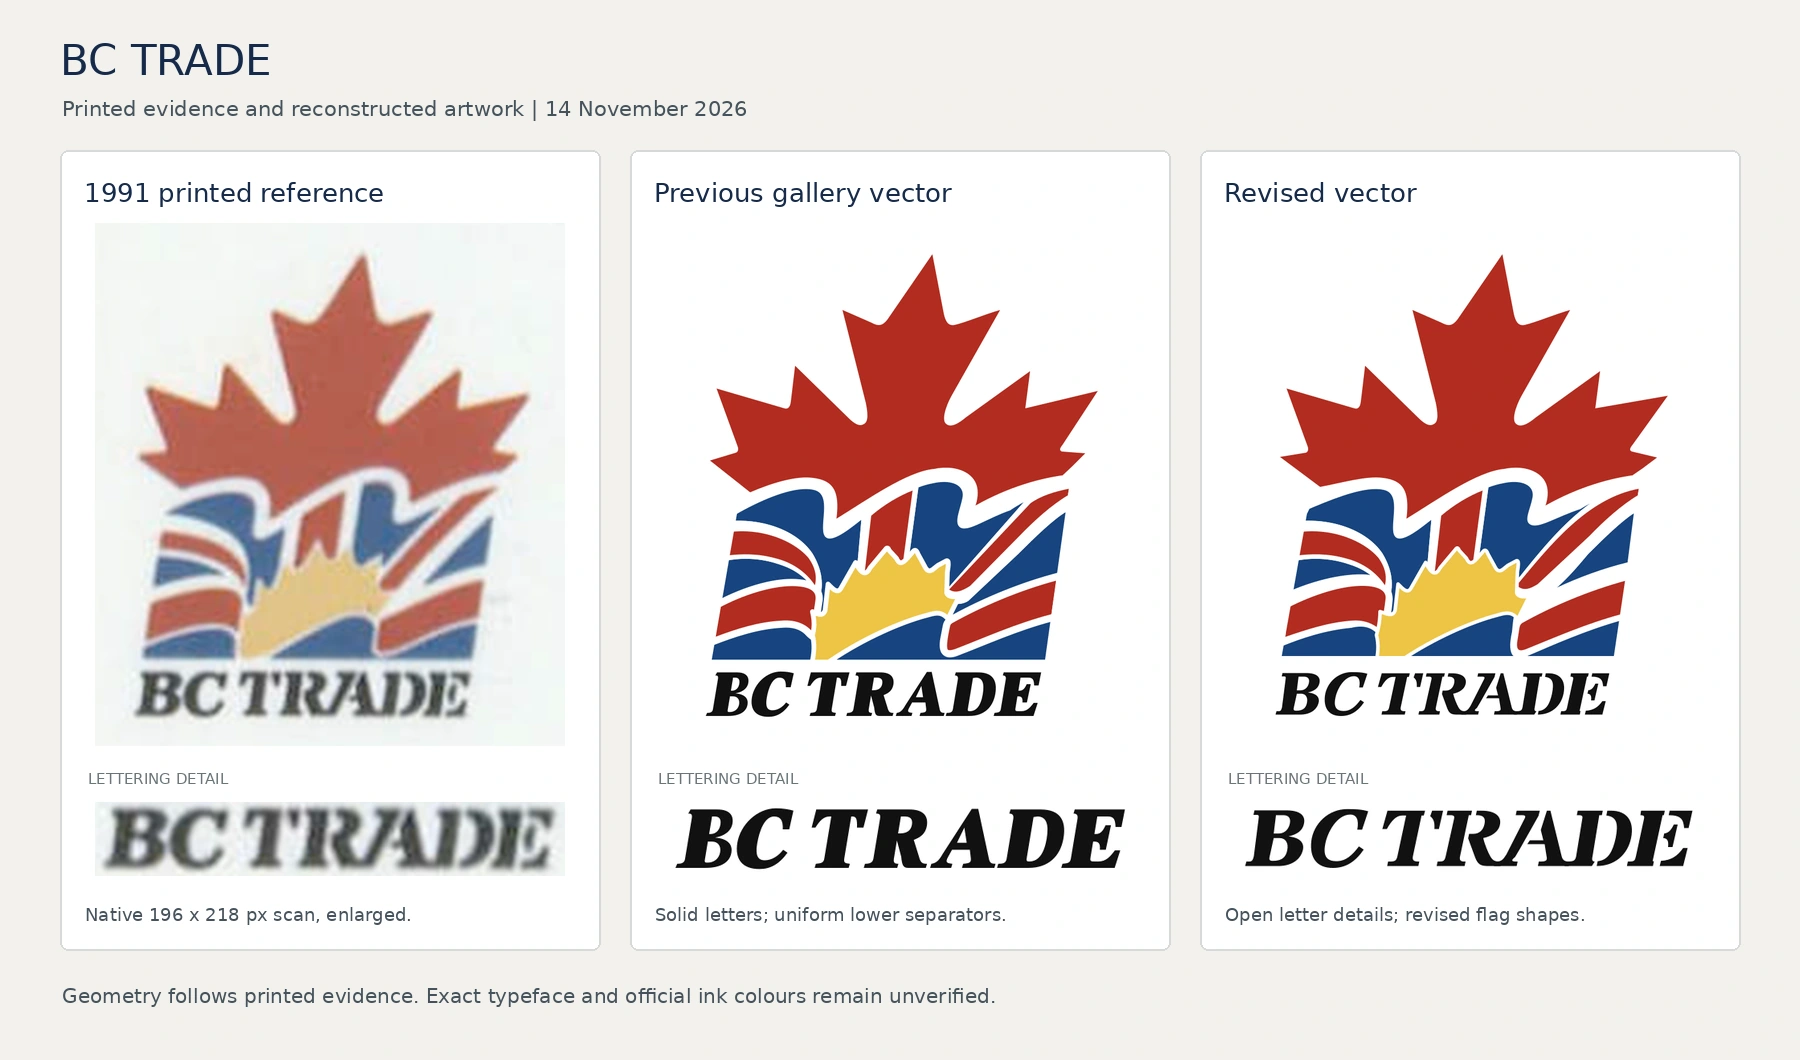 BC TRADE
Printed evidence and reconstructed artwork | 14 November 2026
1991 printed reference
BC TRADE
LETTERING DETAIL
BC TRADE
Native 196 x 218 px scan, enlarged.
Previous gallery vector
BC TRADE
LETTERING DETAIL
BC TRADE
Solid letters; uniform lower separators.
Revised vector
BC TRADE
LETTERING DETAIL
BC TRADE
Open letter details; revised flag shapes.
Geometry follows printed evidence. Exact typeface and official ink colours remain unverified.